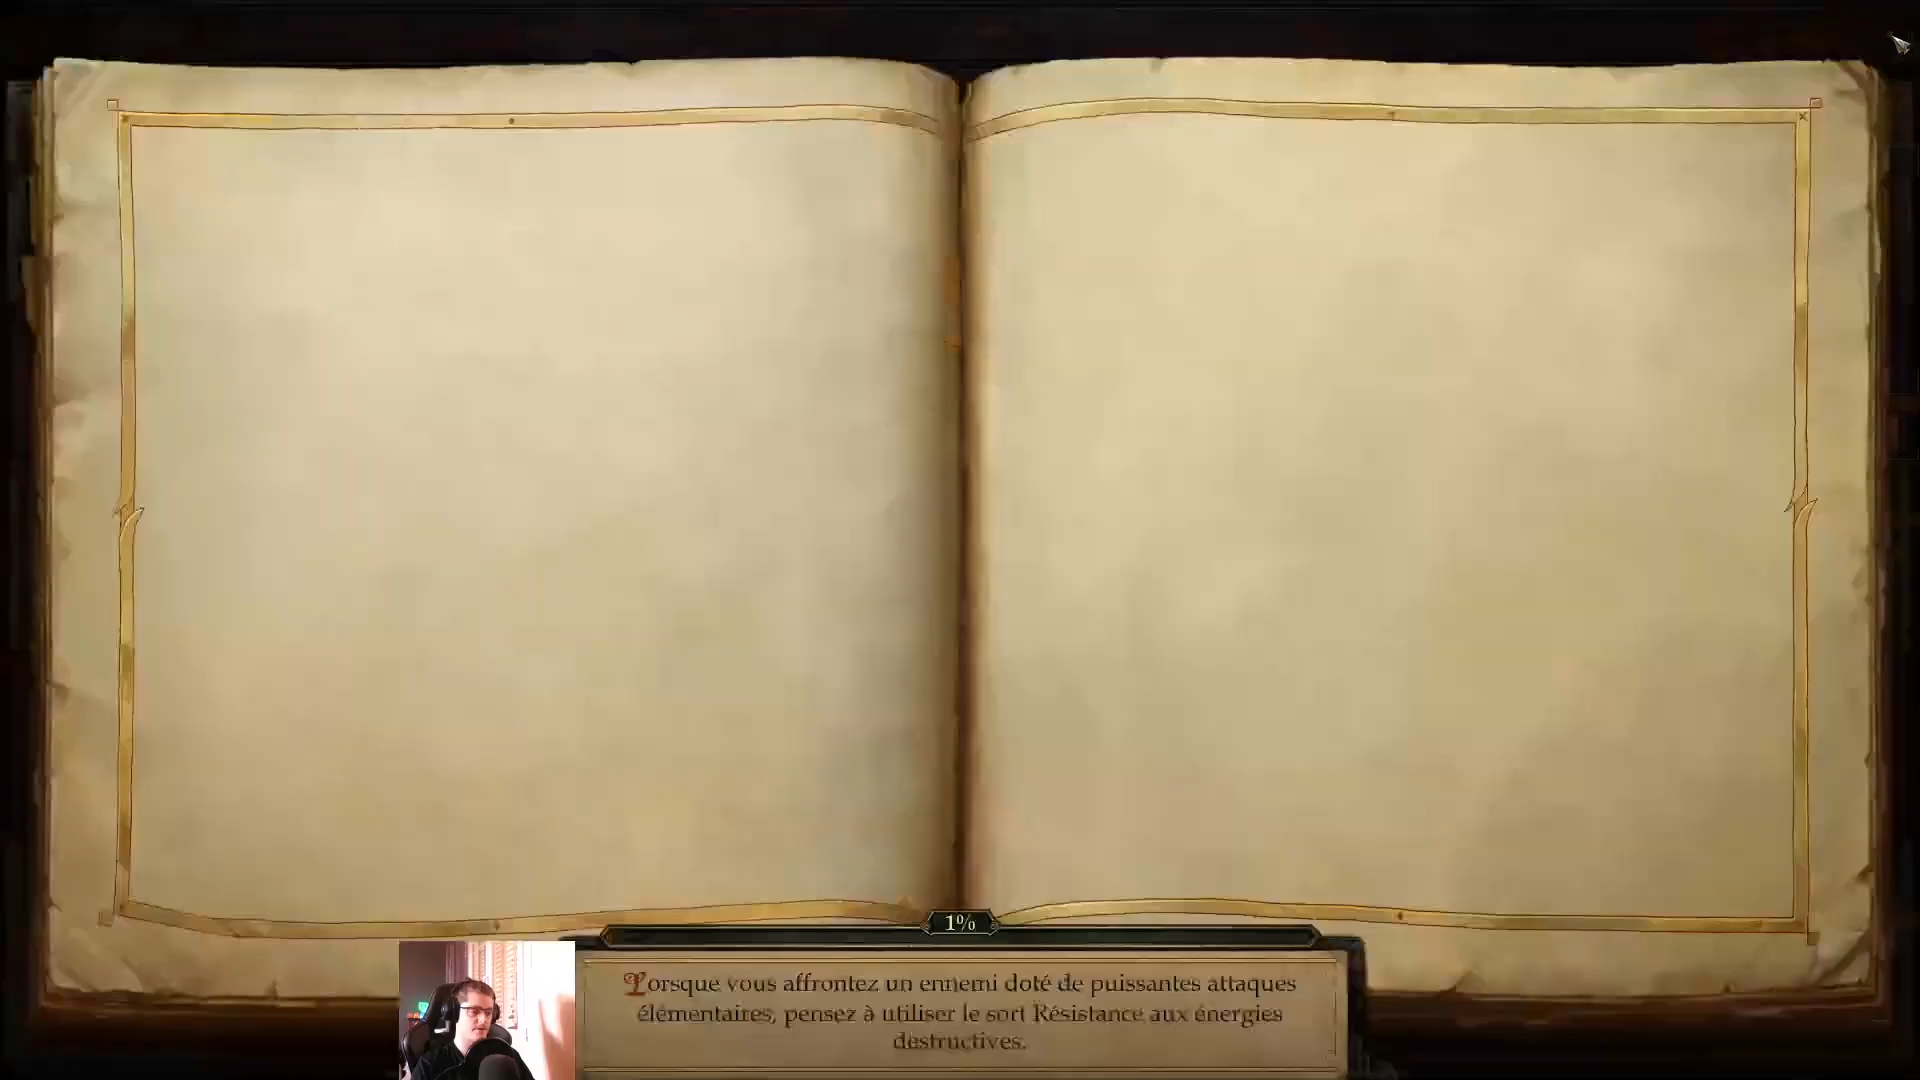 1%
Lorsque vous affrontez un ennemi doté de puissantes attaques
élémentaires, pensez à utiliser le sort Résistance aux énergies
destructives.